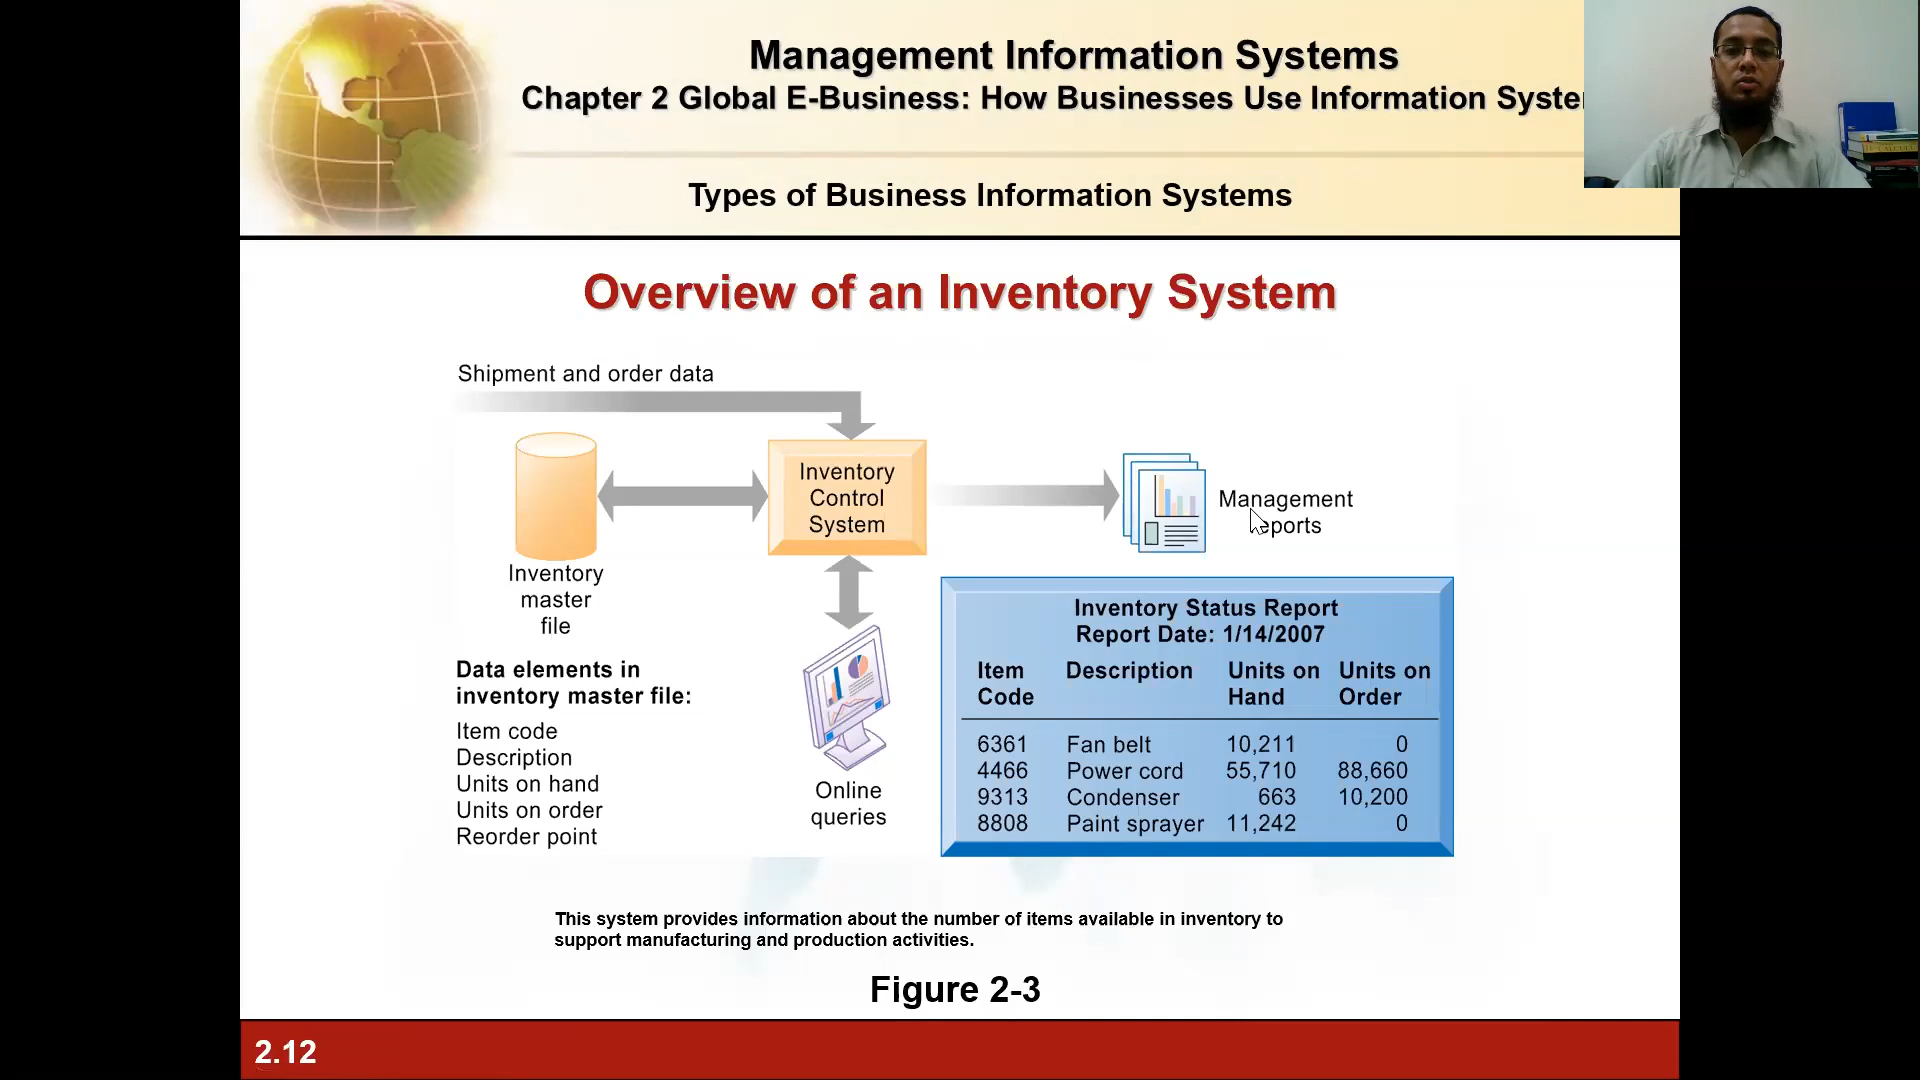 Management Information Systems
Chapter 2 Global E-Business: How Businesses Use Information
Types of Business Information Systems
Overview of an Inventory System
Shipment and order data
Inventory
Control
System
Management
Inventory
master
file
Data elements in
inventory master file:
Item code
Description
Units on hand
Units on order
Reorder point
Online
queries
Inventory Status Report
Report Date: 1/14/2007
Item Code Description Units on Hand Units on Order
6361 Fan belt 10,211 0
4466 Power cord 55,710 88,660
9313 Condenser 663 10,200
8808 Paint sprayer 11,242 0
This system provides information about the number of items available in inventory to
support manufacturing and production activities.
Figure 2-3
2.12